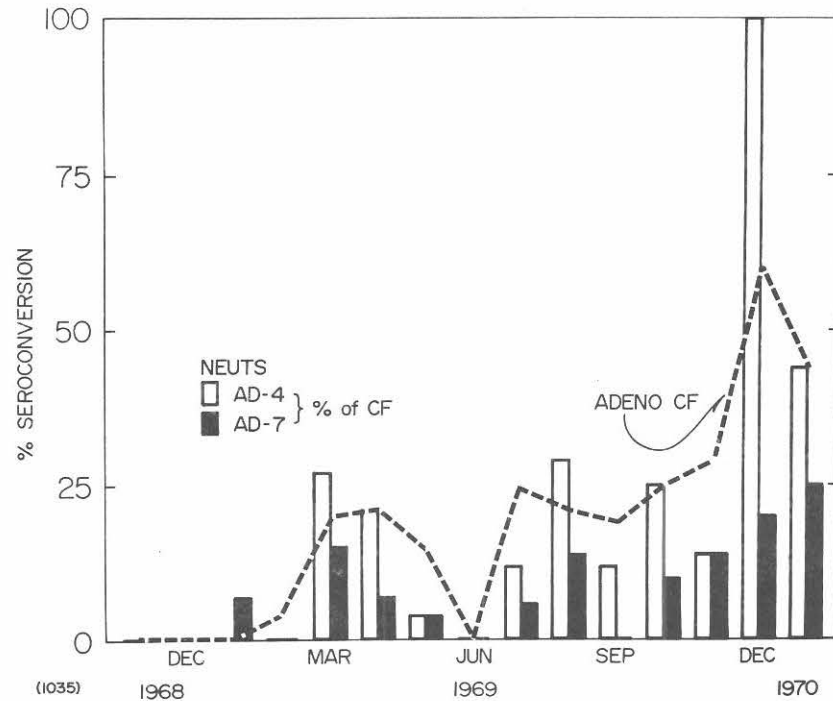 100
75
50
25
0
% SEROCONVERSION
NEUTS
AD-4
AD-7
} % of CF
ADENO CF
DEC MAR JUN SEP DEC
(1035) 1968 1969 1970